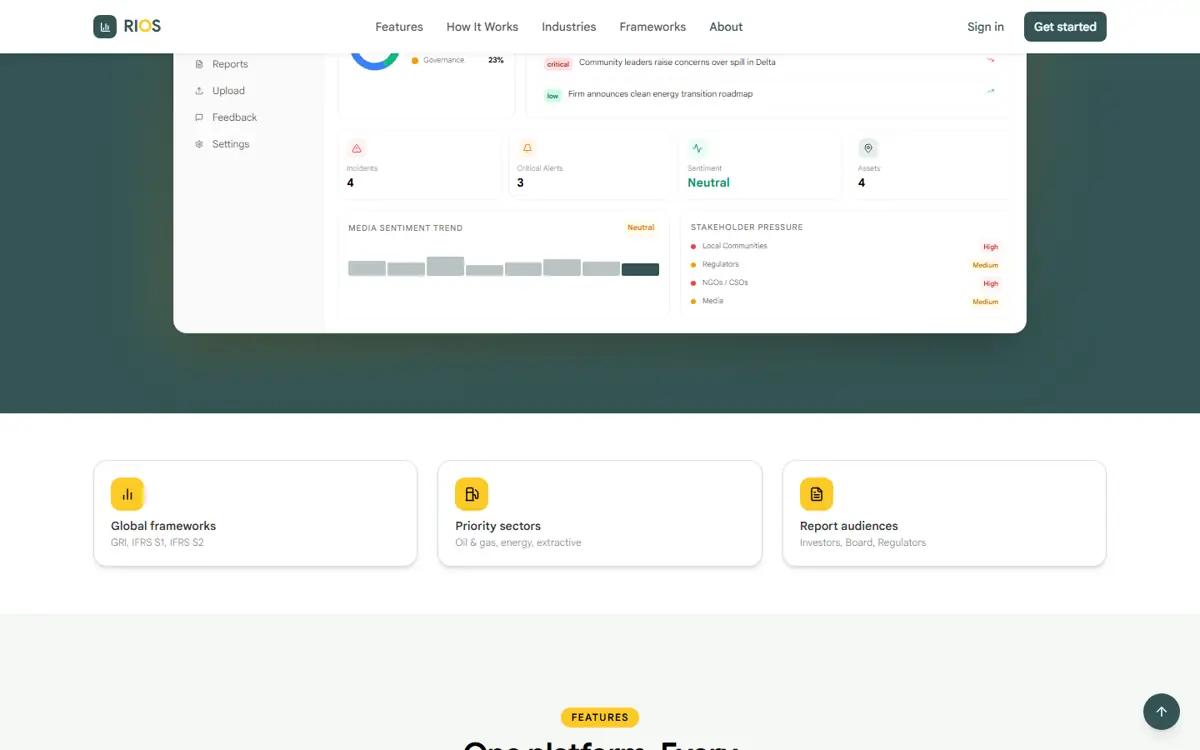 RIOS
Features How It Works Industries Frameworks About
Sign in Get started
Reports
Upload
Feedback
Settings
Governance 23%
critical Community leaders raise concerns over spill in Delta
low Firm announces clean energy transition roadmap
Incidents
4
Critical Alerts
3
Sentiment
Neutral
Assets
4
MEDIA SENTIMENT TREND Neutral
STAKEHOLDER PRESSURE
Local Communities High
Regulators Medium
NGOs / CSOs High
Media Medium
Global frameworks
GRI, IFRS S1, IFRS S2
Priority sectors
Oil & gas, energy, extractive
Report audiences
Investors, Board, Regulators
FEATURES
One platform. Every